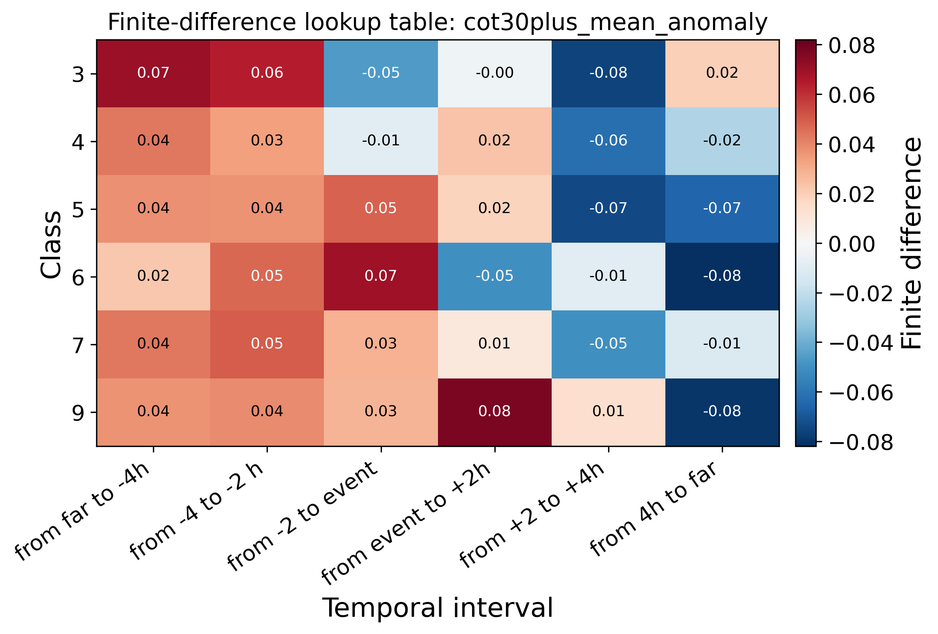 Finite-difference lookup table: cot30plus_mean_anomaly
3 0.07 0.06 -0.05 -0.00 -0.08 0.02
4 0.04 0.03 -0.01 0.02 -0.06 -0.02
5 0.04 0.04 0.05 0.02 -0.07 -0.07
6 0.02 0.05 0.07 -0.05 -0.01 -0.08
7 0.04 0.05 0.03 0.01 -0.05 -0.01
9 0.04 0.04 0.03 0.08 0.01 -0.08
Class
from far to -4h
from -4 to -2 h
from -2 to event
from event to +2h
from +2 to +4h
from 4h to far
Temporal interval
0.08
0.06
0.04
0.02
0.00
−0.02
−0.04
−0.06
−0.08
Finite difference